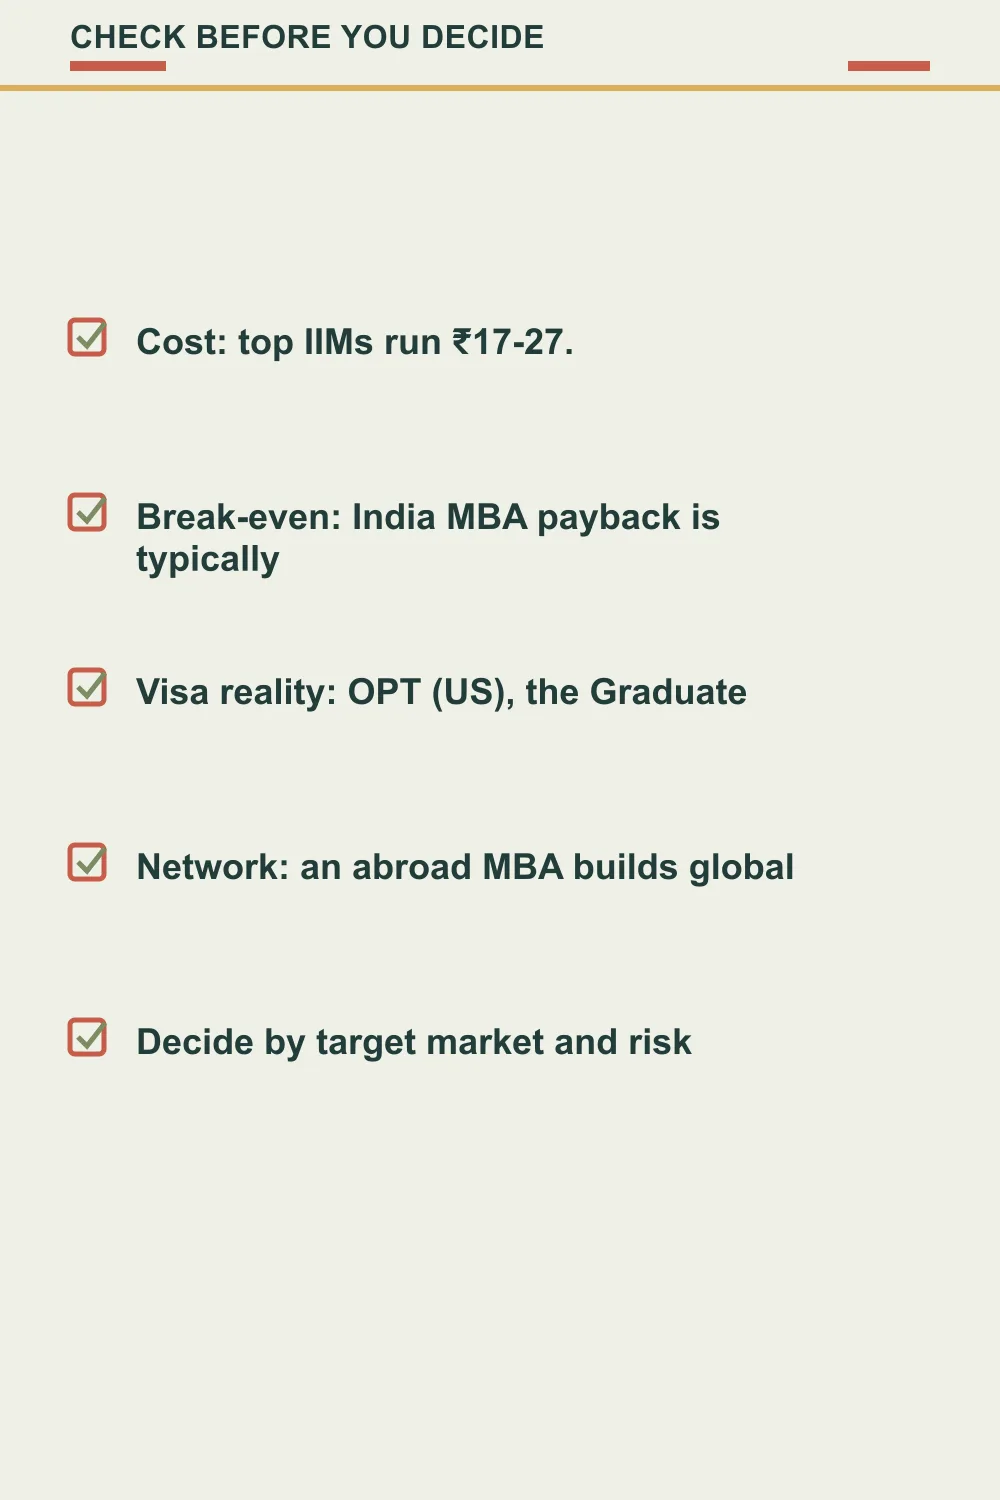 CHECK BEFORE YOU DECIDE
Cost: top IIMs run ₹17-27.
Break-even: India MBA payback is
typically
Visa reality: OPT (US), the Graduate
Network: an abroad MBA builds global
Decide by target market and risk